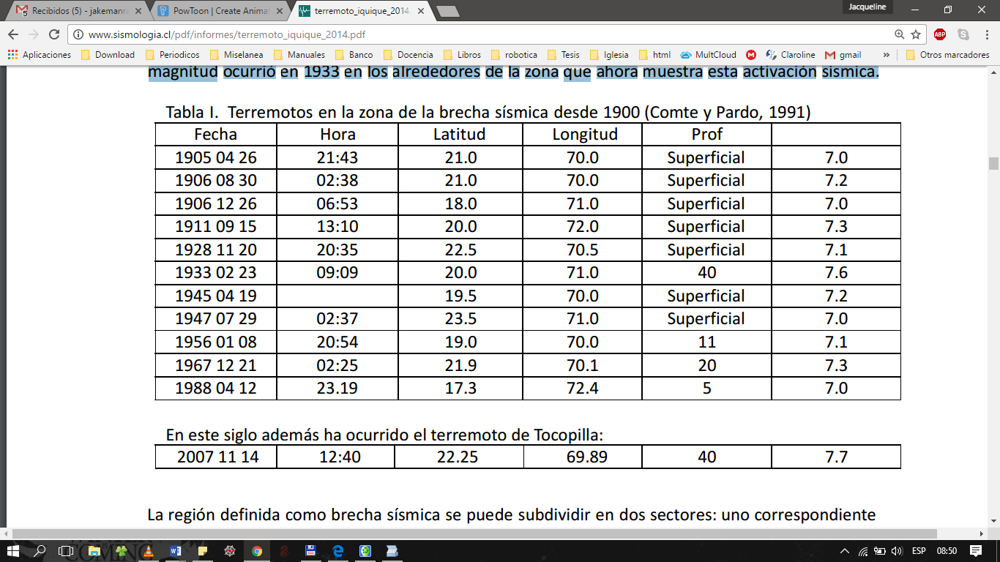 Jacqueline
Recibidos (5) - jakemanra
PowToon | Create Animat
terremoto_iquique_2014.
www.sismologia.cl/pdf/informes/terremoto_iquique_2014.pdf
ABP
Aplicaciones Download Periodicos Miselanea Manuales Banco Docencia Libros robotica Tesis Iglesia html MultCloud Claroline gmail » Otros marcadores
magnitud ocurrió en 1933 en los alrededores de la zona que ahora muestra esta activación sísmica.
Tabla I. Terremotos en la zona de la brecha sísmica desde 1900 (Comte y Pardo, 1991)
Fecha Hora Latitud Longitud Prof
1905 04 26 21:43 21.0 70.0 Superficial 7.0
1906 08 30 02:38 21.0 70.0 Superficial 7.2
1906 12 26 06:53 18.0 71.0 Superficial 7.0
1911 09 15 13:10 20.0 72.0 Superficial 7.3
1928 11 20 20:35 22.5 70.5 Superficial 7.1
1933 02 23 09:09 20.0 71.0 40 7.6
1945 04 19 19.5 70.0 Superficial 7.2
1947 07 29 02:37 23.5 71.0 Superficial 7.0
1956 01 08 20:54 19.0 70.0 11 7.1
1967 12 21 02:25 21.9 70.1 20 7.3
1988 04 12 23.19 17.3 72.4 5 7.0
En este siglo además ha ocurrido el terremoto de Tocopilla:
2007 11 14 12:40 22.25 69.89 40 7.7
La región definida como brecha sísmica se puede subdividir en dos sectores: uno correspondiente
COMING
ESP 08:50